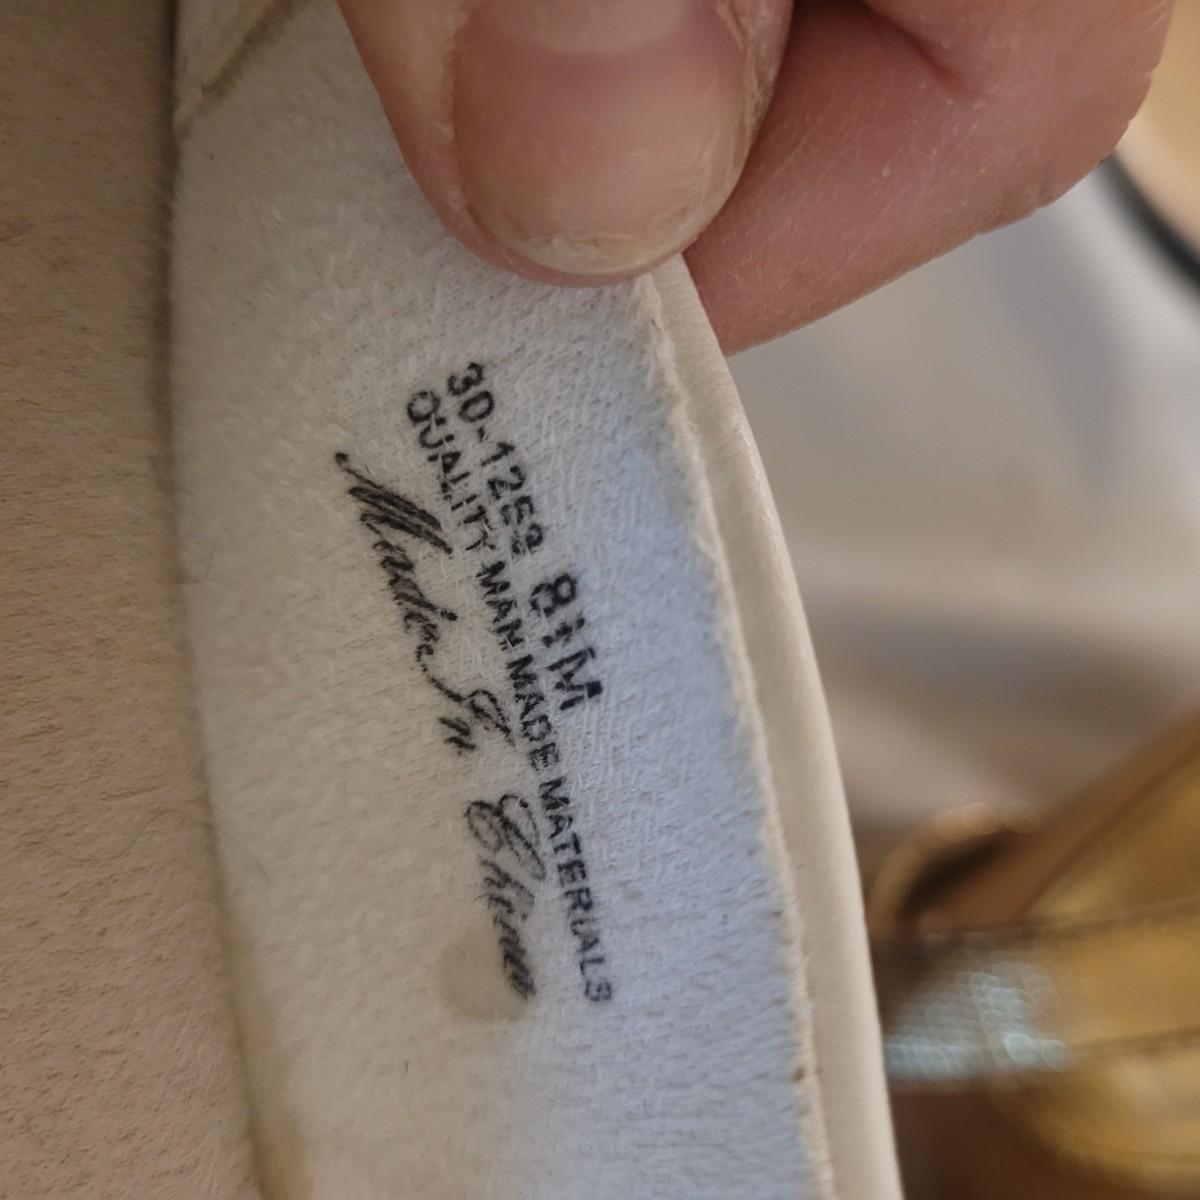 30-1259 8½M
QUALITY MAN MADE MATERIALS
Made In China